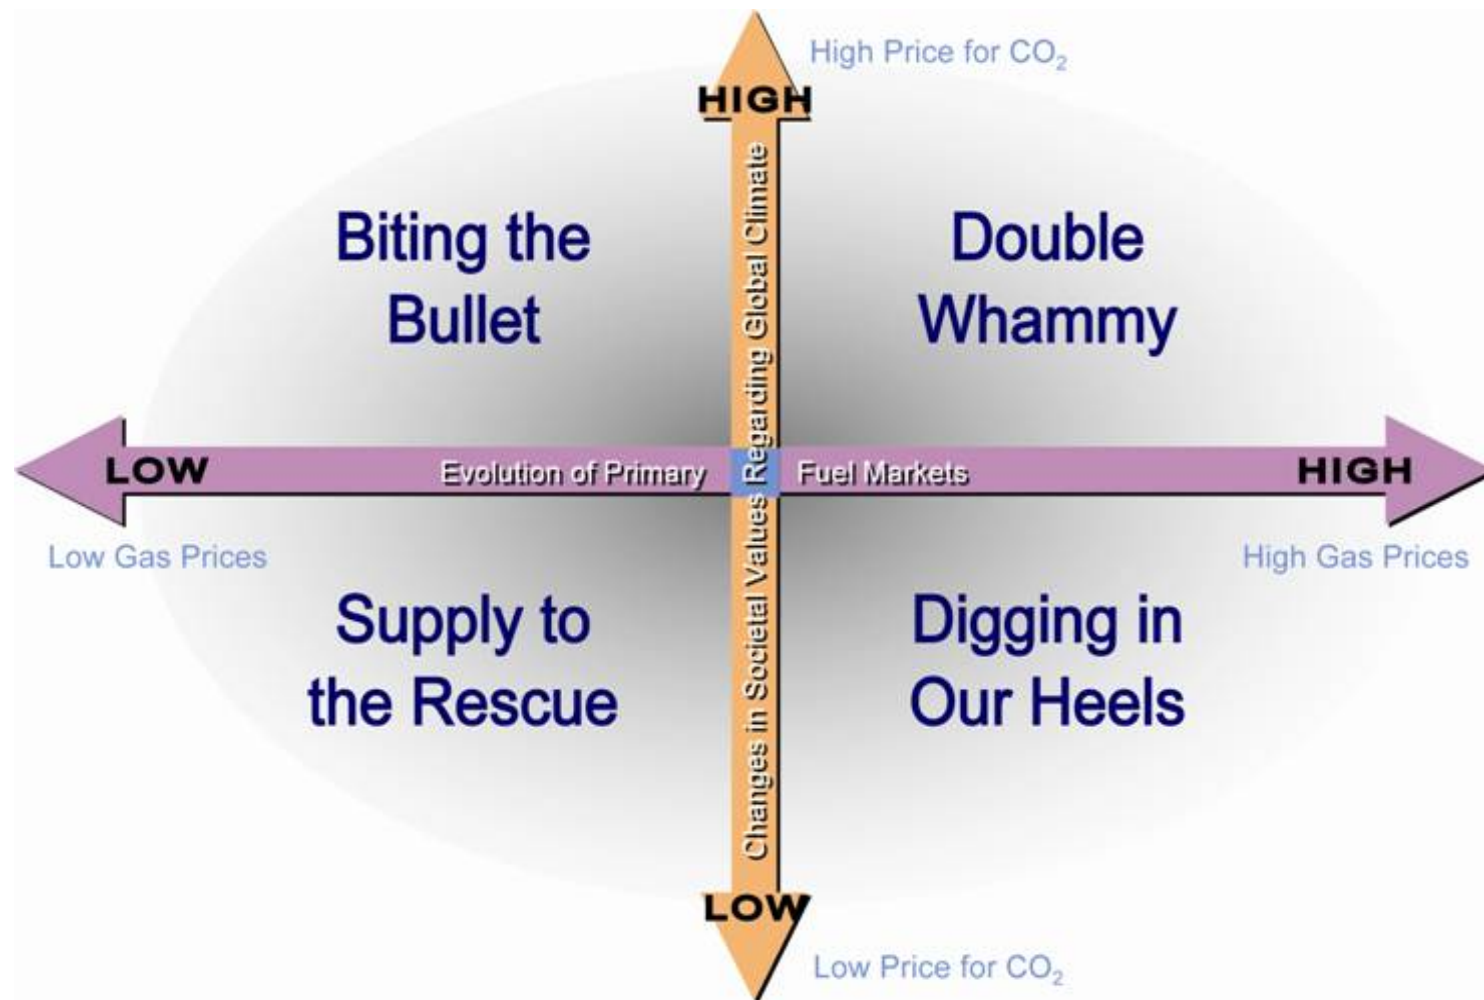 High Price for CO₂
HIGH
Biting the
Bullet
Double
Whammy
Changes in Societal Values Regarding Global Climate
LOW
Evolution of Primary Fuel Markets
HIGH
Low Gas Prices
High Gas Prices
Supply to
the Rescue
Digging in
Our Heels
LOW
Low Price for CO₂